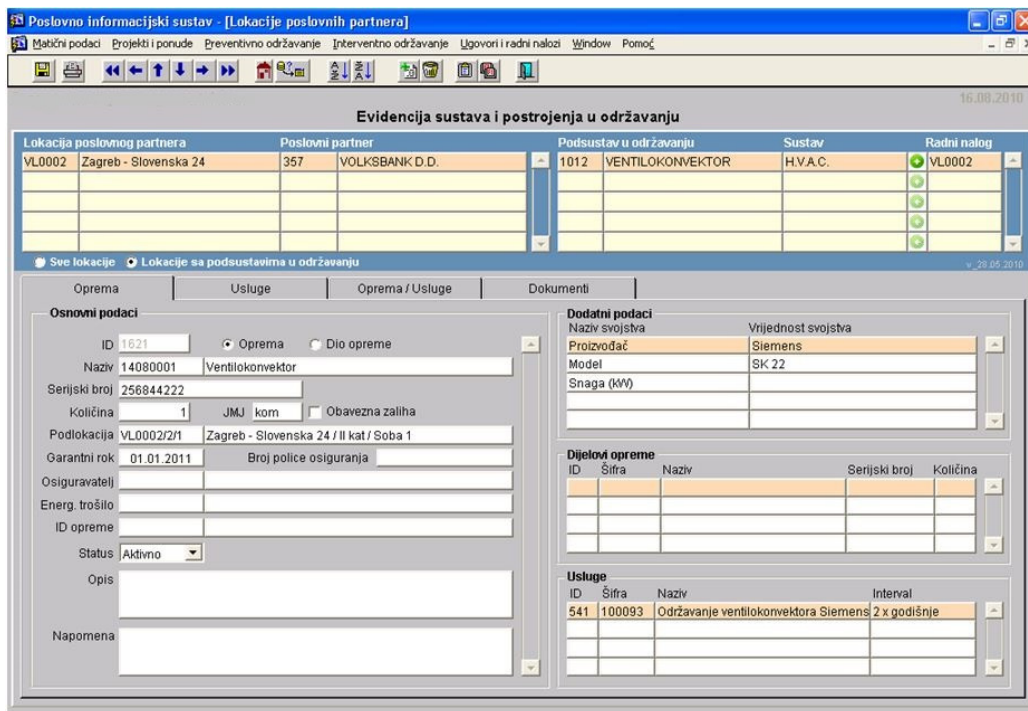 Poslovno informacijski sustav - [Lokacije poslovnih partnera]
Matični podaci Projekti i ponude Preventivno održavanje Interventno održavanje Ugovori i radni nalozi Window Pomoć
16.08.2010
Evidencija sustava i postrojenja u održavanju
Lokacija poslovnog partnera Poslovni partner Podsustav u održavanju Sustav Radni nalog
VL0002 Zagreb - Slovenska 24 357 VOLKSBANK D.D. 1012 VENTILOKONVEKTOR H.V.A.C. VL0002
Sve lokacije Lokacije sa podsustavima u održavanju
v_28.05.2010
Oprema Usluge Oprema / Usluge Dokumenti
Osnovni podaci
ID 1621 Oprema Dio opreme
Naziv 14080001 Ventilokonvektor
Serijski broj 256844222
Količina 1 JMJ kom Obavezna zaliha
Podlokacija VL0002/2/1 Zagreb - Slovenska 24 / II kat / Soba 1
Garantni rok 01.01.2011 Broj police osiguranja
Osiguravatelj
Energ. trošilo
ID opreme
Status Aktivno
Opis
Napomena
Dodatni podaci
Naziv svojstva Vrijednost svojstva
Proizvođač Siemens
Model SK 22
Snaga (kW)
Dijelovi opreme
ID Šifra Naziv Serijski broj Količina
Usluge
ID Šifra Naziv Interval
541 100093 Održavanje ventilokonvektora Siemens 2 x godišnje